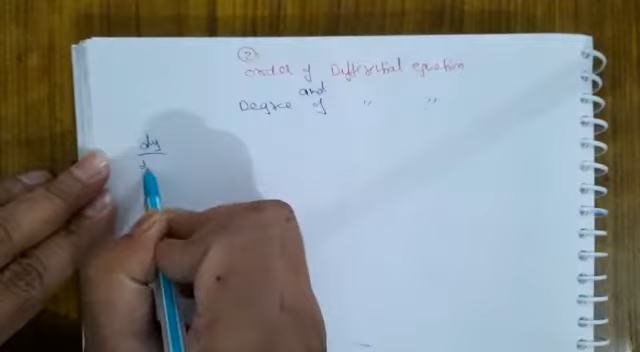 ②
order of Differential equation
and
Degree of " "
dy
d